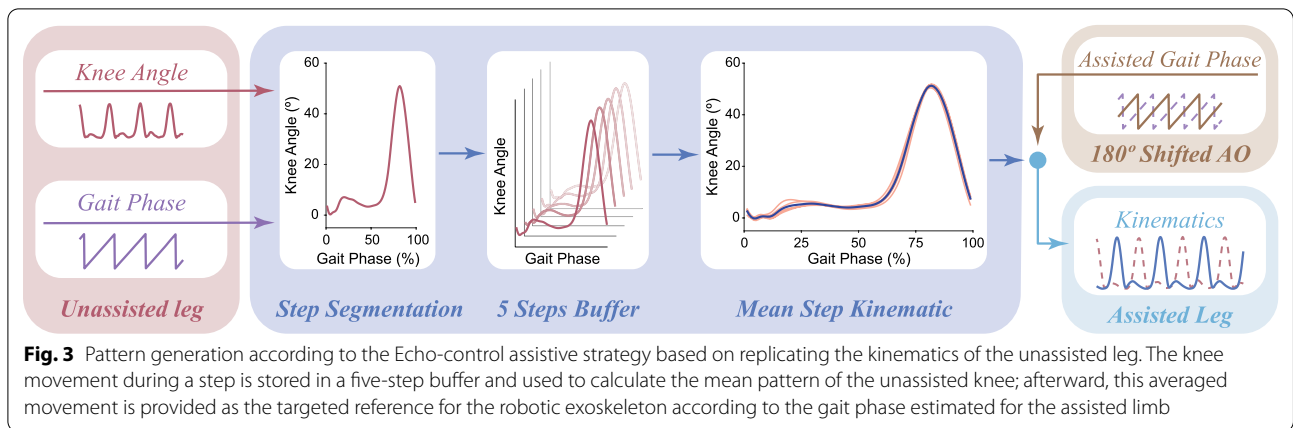 Knee Angle
Gait Phase
Unassisted leg
60
40
20
0
Knee Angle (º)
0 50 100
Gait Phase (%)
Step Segmentation
Knee Angle
Gait Phase
5 Steps Buffer
60
40
20
0
Knee Angle (º)
0 25 50 75 100
Gait Phase (%)
Mean Step Kinematic
Assisted Gait Phase
180º Shifted AO
Kinematics
Assisted Leg
Fig. 3 Pattern generation according to the Echo-control assistive strategy based on replicating the kinematics of the unassisted leg. The knee
movement during a step is stored in a five-step buffer and used to calculate the mean pattern of the unassisted knee; afterward, this averaged
movement is provided as the targeted reference for the robotic exoskeleton according to the gait phase estimated for the assisted limb